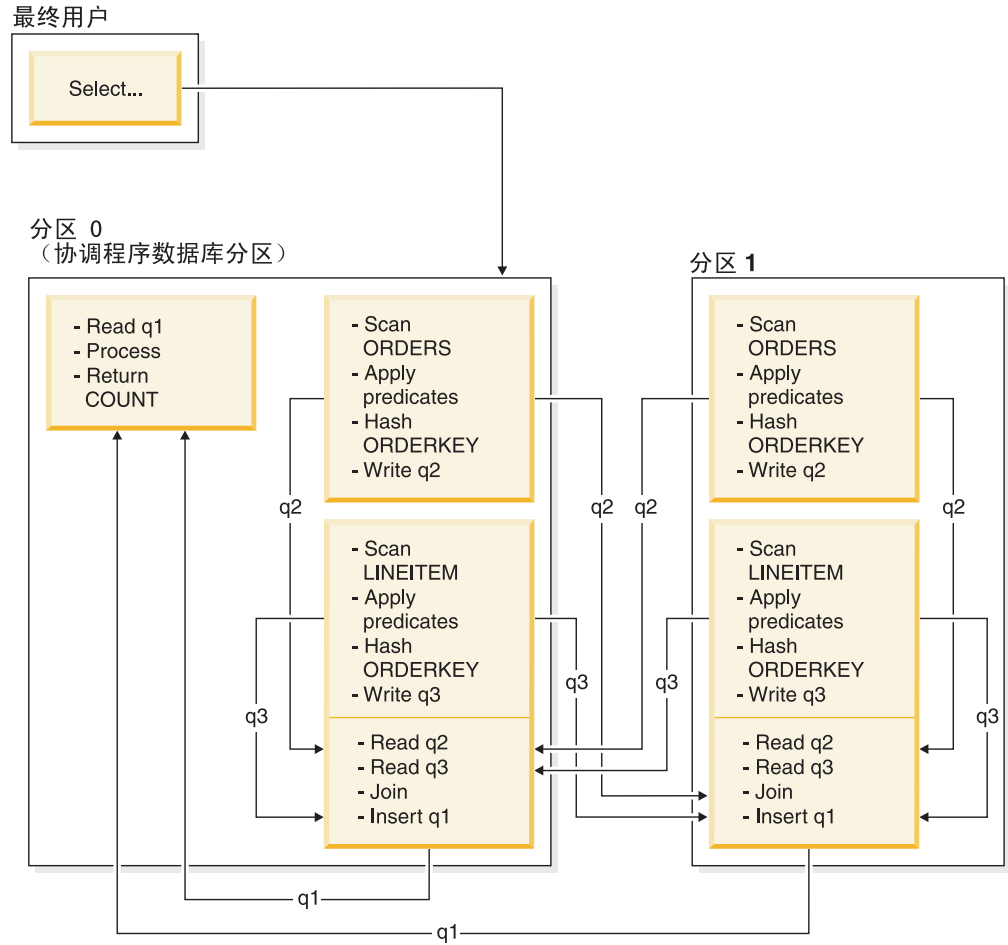 最终用户
Select...
分区 0
（协调程序数据库分区）
- Read q1
- Process
- Return
COUNT
- Scan
ORDERS
- Apply
predicates
- Hash
ORDERKEY
- Write q2
q2
q2
- Scan
LINEITEM
- Apply
predicates
- Hash
ORDERKEY
- Write q3
q3
q3
- Read q2
- Read q3
- Join
- Insert q1
分区 1
- Scan
ORDERS
- Apply
predicates
- Hash
ORDERKEY
- Write q2
q2
q2
- Scan
LINEITEM
- Apply
predicates
- Hash
ORDERKEY
- Write q3
q3
q3
- Read q2
- Read q3
- Join
- Insert q1
q1
q1